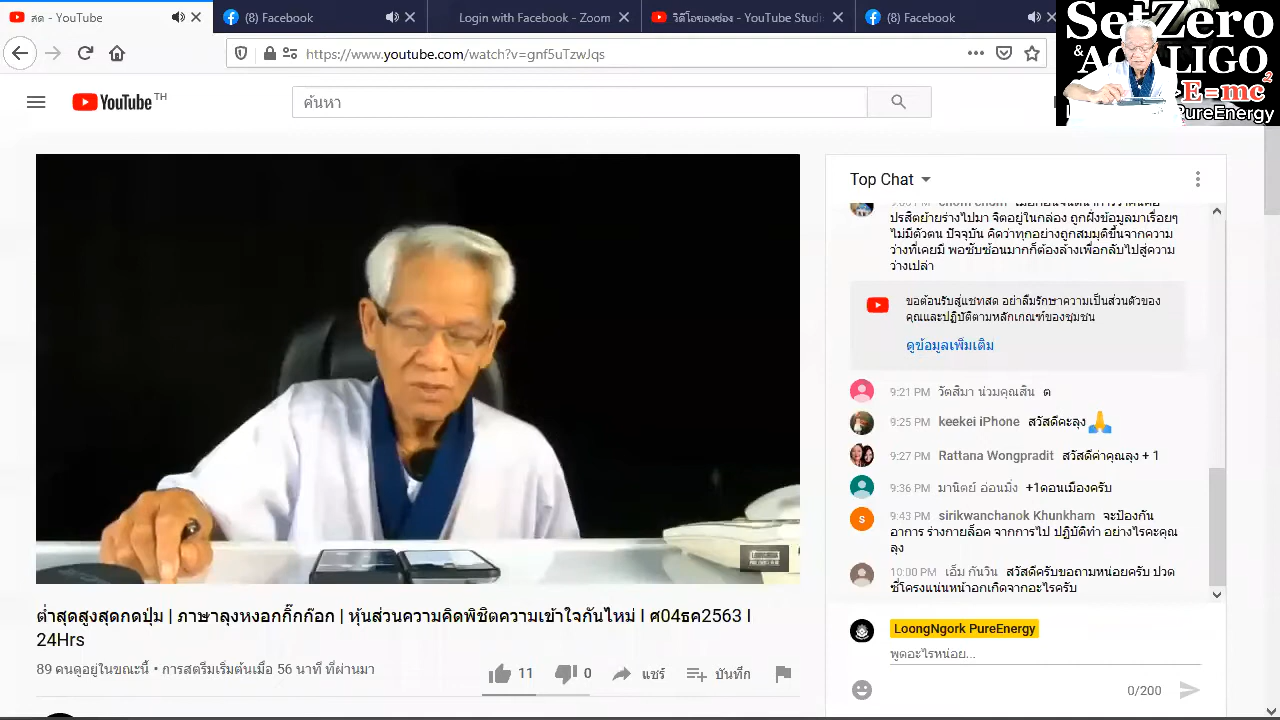 สด - YouTube
(8) Facebook
Login with Facebook - Zoom
วิดีโอของช่อง - YouTube Studi
(8) Facebook
https://www.youtube.com/watch?v=gnf5uTzwJqs
SetZero
&
E=mc²
PureEnergy
YouTube TH
ค้นหา
Top Chat
ปรสิตย้ายร่างไปมา จิตอยู่ในกล่อง ถูกฝังข้อมูลมาเรื่อยๆ
ไม่มีตัวตน ปัจจุบัน คิดว่าทุกอย่างถูกสมมุติขึ้นจากความ
ว่างที่เคยมี พอซับซ้อนมากก็ต้องล้างเพื่อกลับไปสู่ความ
ว่างเปล่า
ขอต้อนรับสู่แชทสด อย่าลืมรักษาความเป็นส่วนตัวของ
คุณและปฏิบัติตามหลักเกณฑ์ของชุมชน
ดูข้อมูลเพิ่มเติม
9:21 PM วัตสิมา น่วมคุณสิน ต
9:25 PM keekei iPhone สวัสดีคะลุง
9:27 PM Rattana Wongpradit สวัสดีค่าคุณลุง + 1
9:36 PM มานิตย์ อ่อนมิ่ง +1ดอนเมืองครับ
S
9:43 PM sirikwanchanok Khunkham จะป้องกัน
อาการ ร่างกายล็อค จากการไป ปฏิบัติทำ อย่างไรคะคุณ
ลุง
10:00 PM เอ็ม กันวิน สวัสดีครับขอถามหน่อยครับ ปวด
ซี่โครงแน่นหน้าอกเกิดจากอะไรครับ
LoongNgork PureEnergy
พูดอะไรหน่อย...
0/200
ต่ำสุดสูงสุดกดปุ่ม | ภาษาลุงหงอกกิ๊กก๊อก | หุ้นส่วนความคิดพิชิตความเข้าใจกันไหม่ I ศ04ธค2563 I
24Hrs
89 คนดูอยู่ในขณะนี้ • การสตรีมเริ่มต้นเมื่อ 56 นาที ที่ผ่านมา
11
0
แชร์
บันทึก